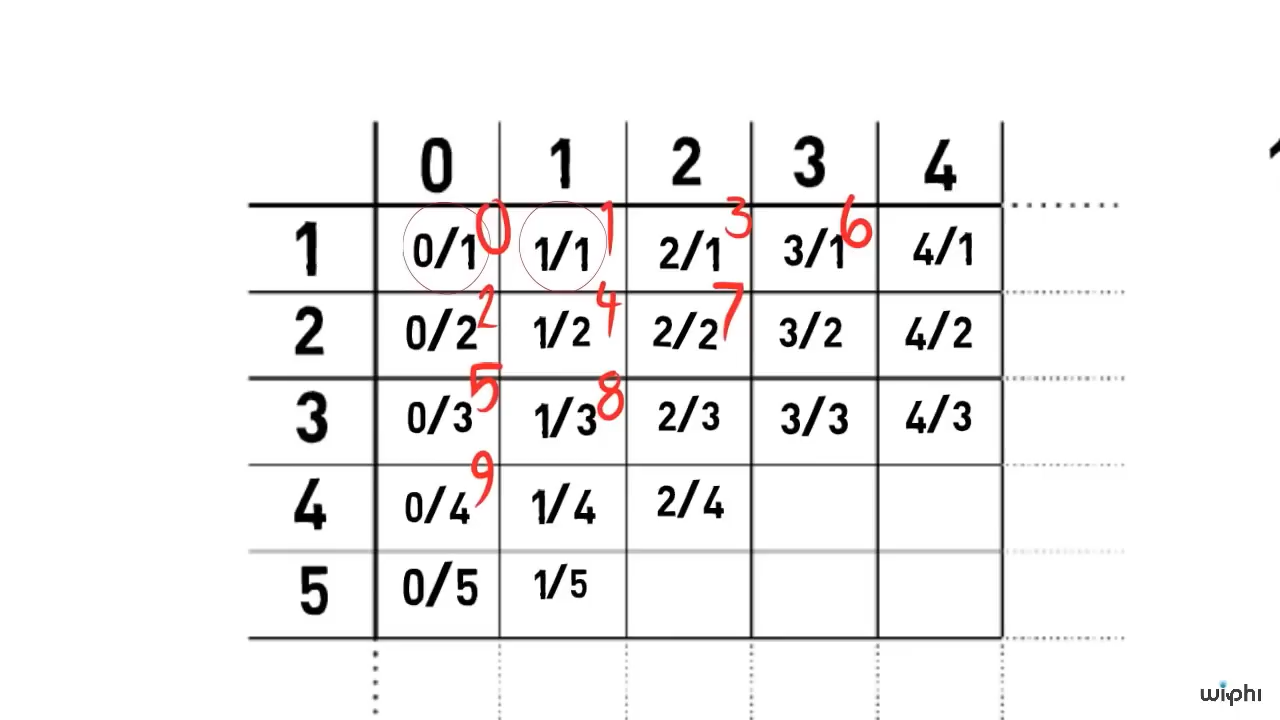 0 1 2 3 4
1 0/1 0 1/1 1 2/1 3 3/1 6 4/1
2 0/2 2 1/2 4 2/2 7 3/2 4/2
3 0/3 5 1/3 8 2/3 3/3 4/3
4 0/4 9 1/4 2/4
5 0/5 1/5
wiphi